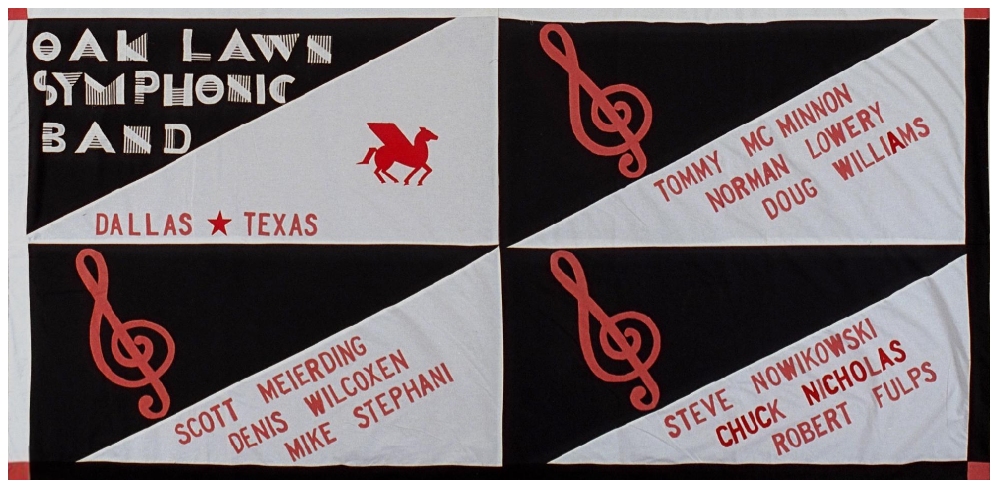 OAK LAWN
SYMPHONIC
BAND
DALLAS ★ TEXAS
TOMMY MC MINNON
NORMAN LOWERY
DOUG WILLIAMS
SCOTT MEIERDING
DENIS WILCOXEN
MIKE STEPHANI
STEVE NOWIKOWSKI
CHUCK NICHOLAS
ROBERT FULPS